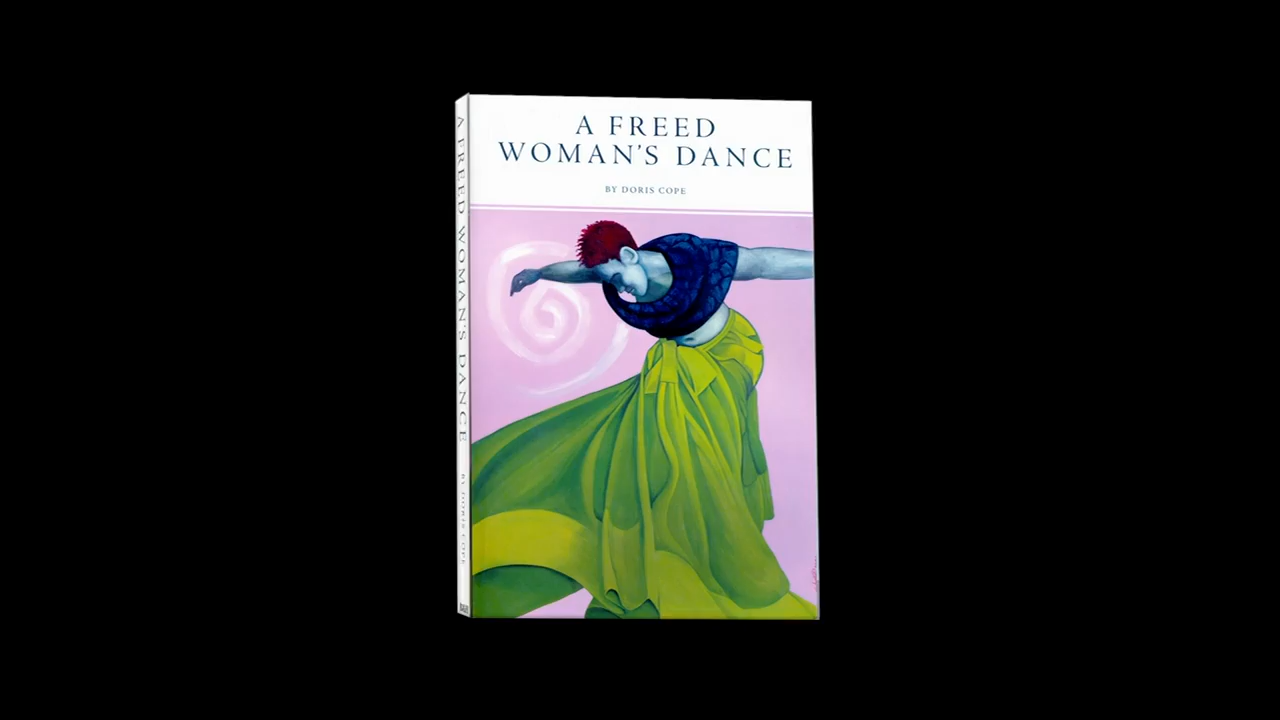 A FREED
WOMAN'S DANCE
BY DORIS COPE
A FREED WOMAN'S DANCE
BY DORIS COPE